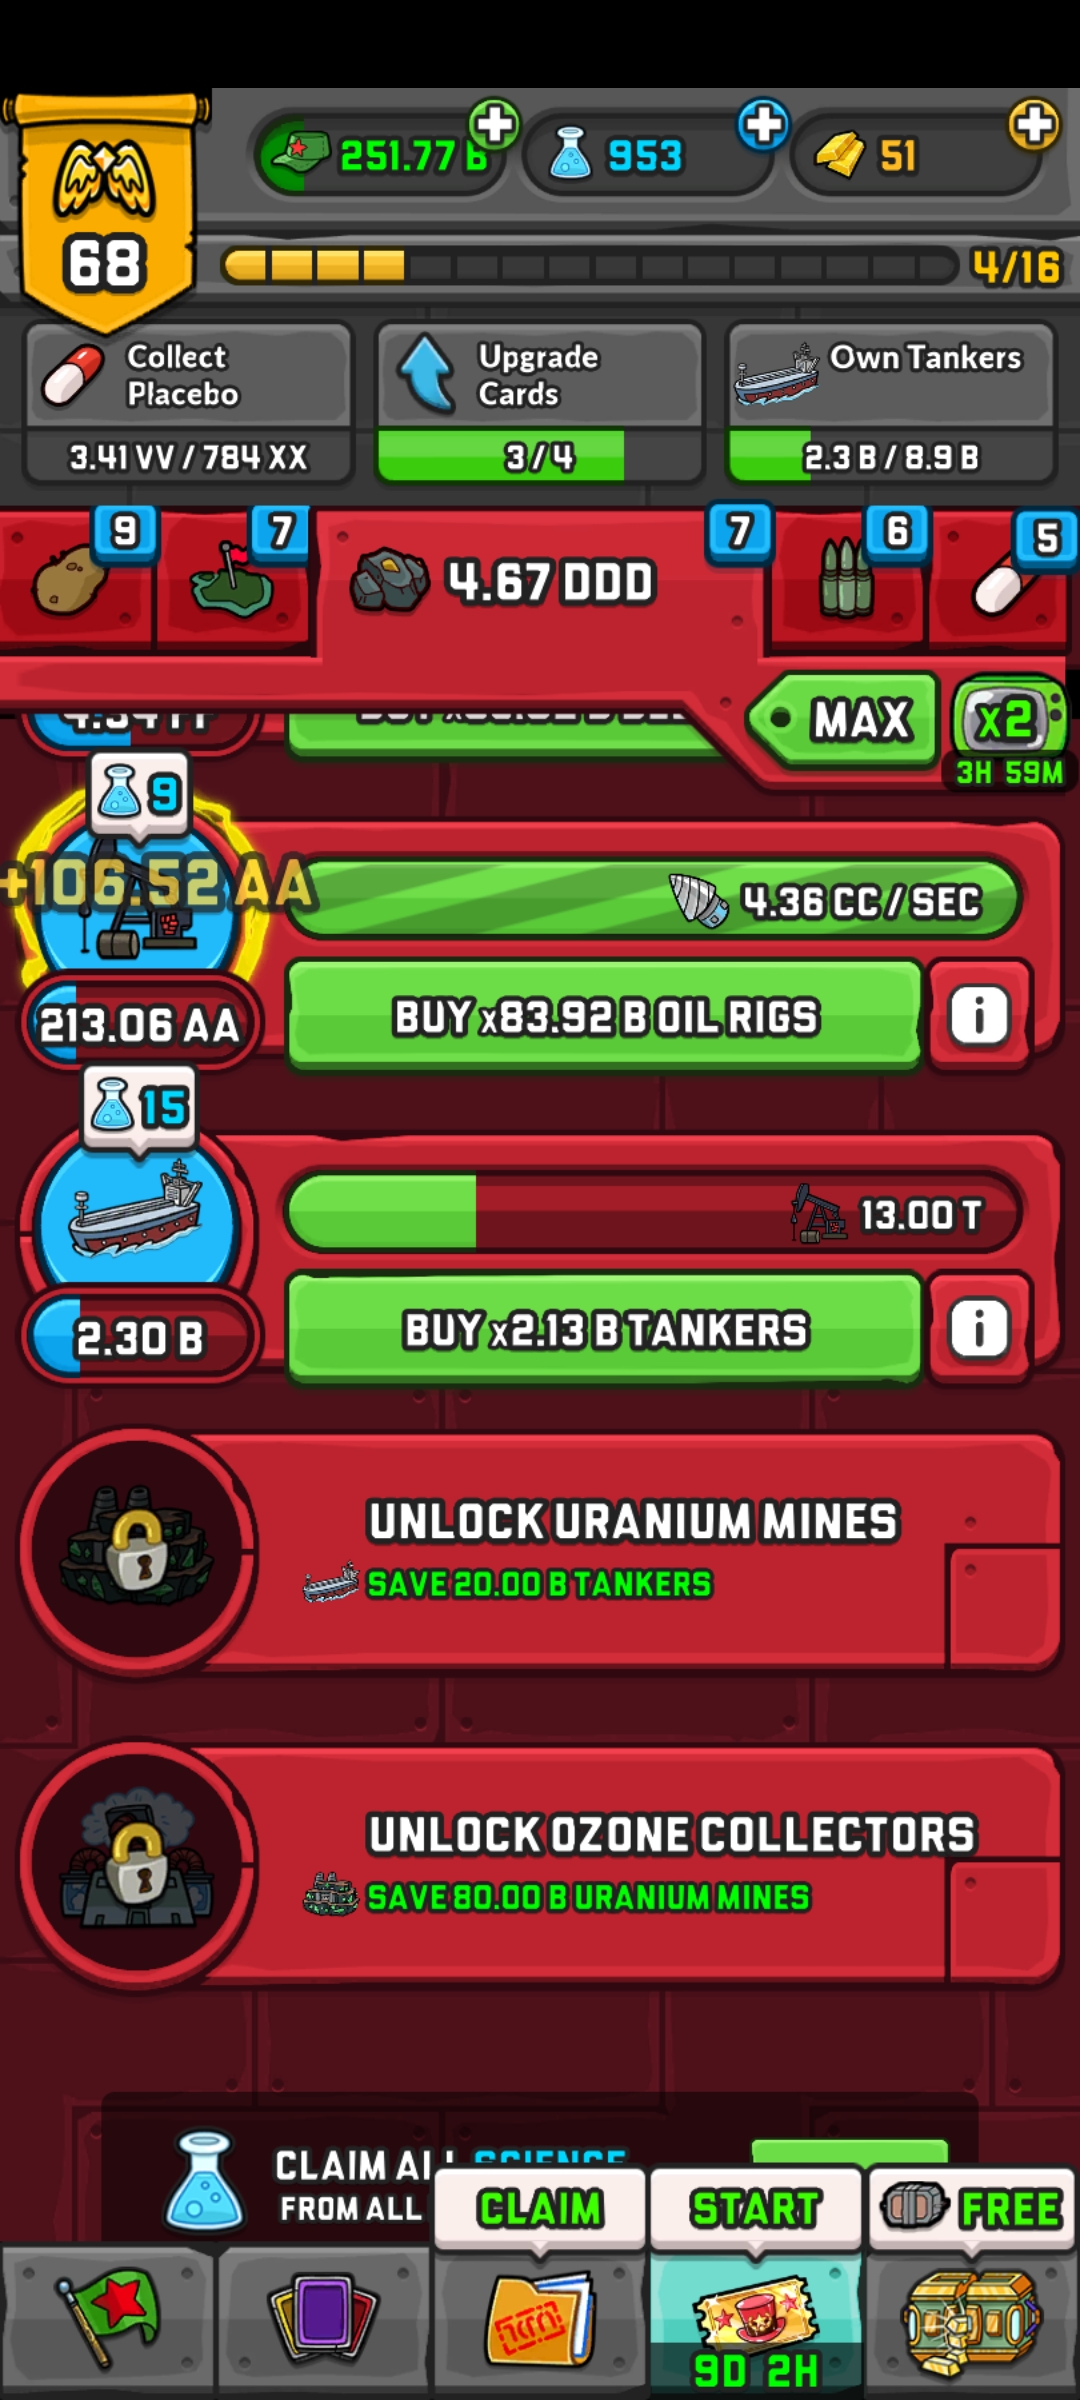 251.77 B
953
51
68
4/16
Collect
Placebo
3.41 VV / 784 XX
Upgrade
Cards
3 / 4
Own Tankers
2.3 B / 8.9 B
9
7
4.67 DDD
7
6
5
MAX
x2
3H 59M
9
+106.52 AA
4.36 CC / SEC
213.06 AA
BUY x83.92 B OIL RIGS
i
15
13.00 T
2.30 B
BUY x2.13 B TANKERS
i
UNLOCK URANIUM MINES
SAVE 20.00 B TANKERS
UNLOCK OZONE COLLECTORS
SAVE 80.00 B URANIUM MINES
CLAIM ALL SCIENCE
FROM ALL
CLAIM
START
FREE
9D 2H